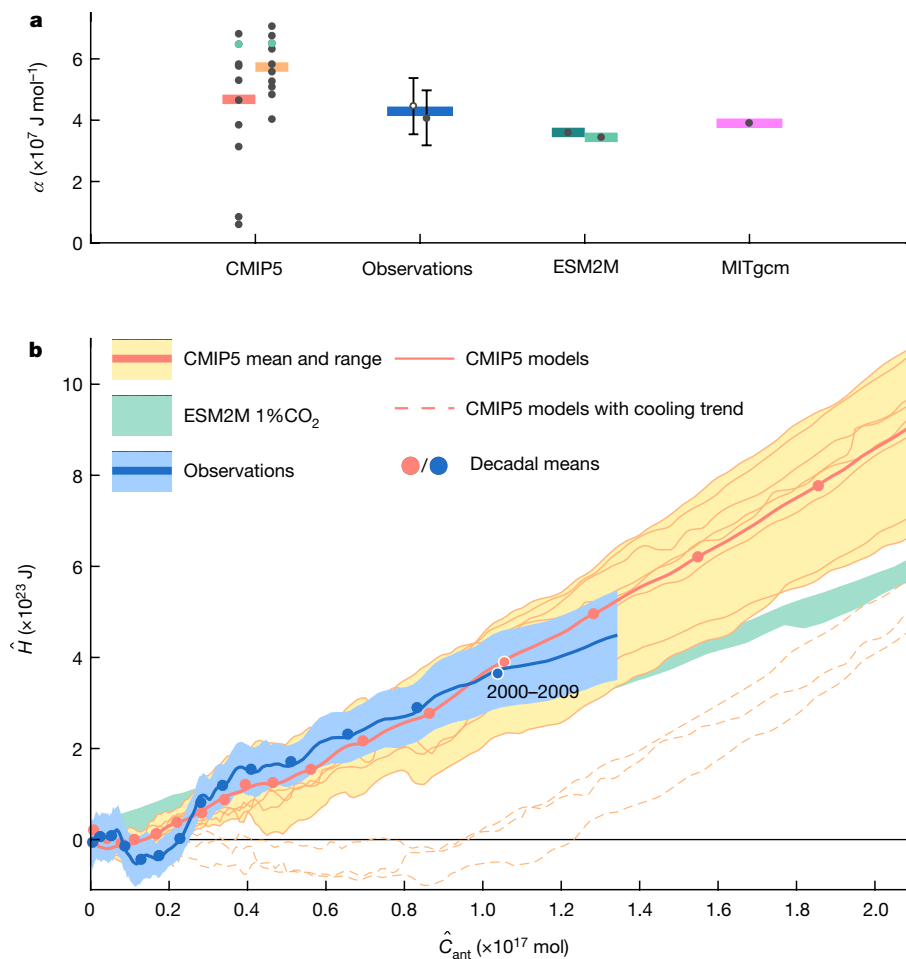 a
α (×10⁷ J mol⁻¹)
6
4
2
0
CMIP5
Observations
ESM2M
MITgcm
b
CMIP5 mean and range
CMIP5 models
ESM2M 1%CO₂
CMIP5 models with cooling trend
Observations
/
Decadal means
Ĥ (×10²³ J)
10
8
6
4
2
0
2000–2009
0
0.2
0.4
0.6
0.8
1.0
1.2
1.4
1.6
1.8
2.0
Ĉant (×10¹⁷ mol)